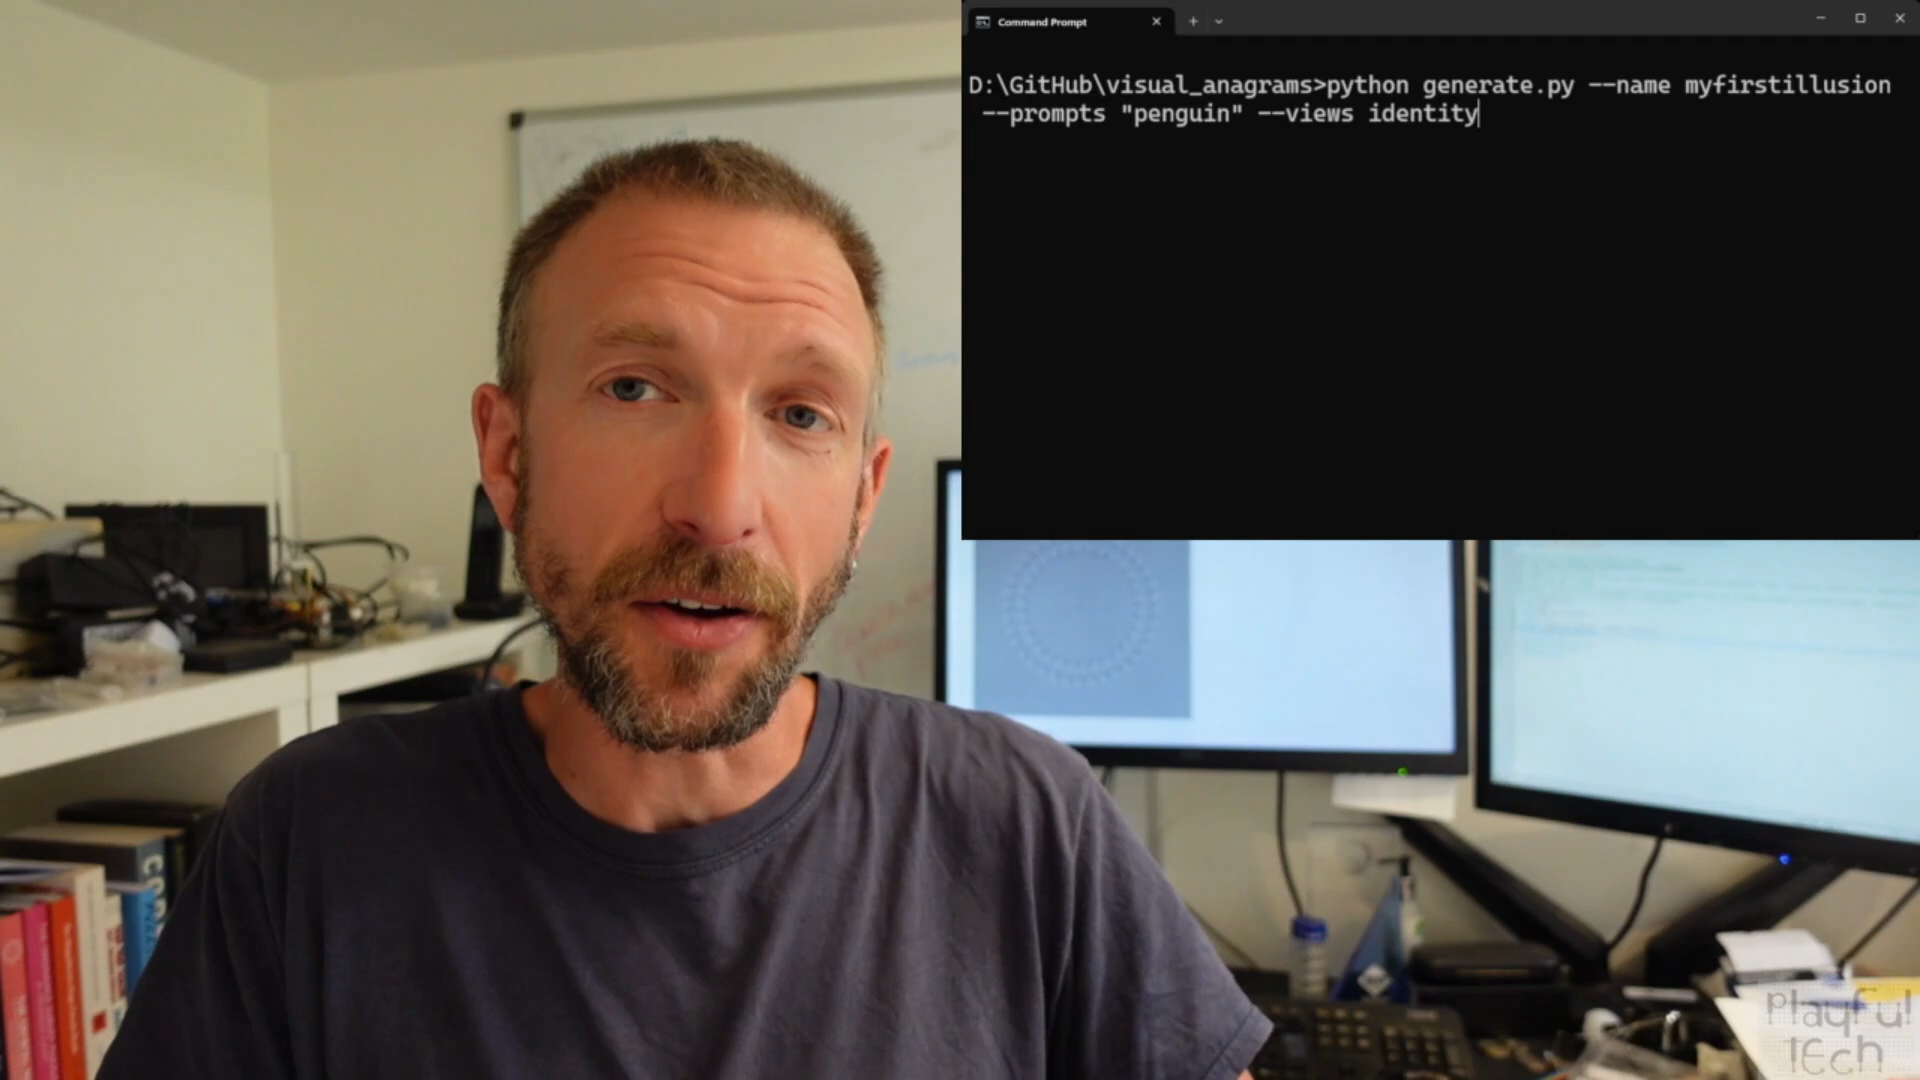 Command Prompt
D:\GitHub\visual_anagrams>python generate.py --name myfirstillusion
--prompts "penguin" --views identity
playful
tech